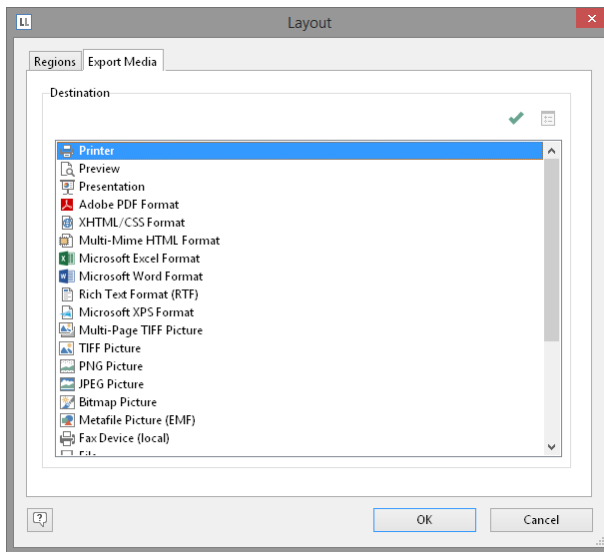 LL Layout
Regions Export Media
Destination
Printer
Preview
Presentation
Adobe PDF Format
XHTML/CSS Format
Multi-Mime HTML Format
Microsoft Excel Format
Microsoft Word Format
Rich Text Format (RTF)
Microsoft XPS Format
Multi-Page TIFF Picture
TIFF Picture
PNG Picture
JPEG Picture
Bitmap Picture
Metafile Picture (EMF)
Fax Device (local)
OK Cancel